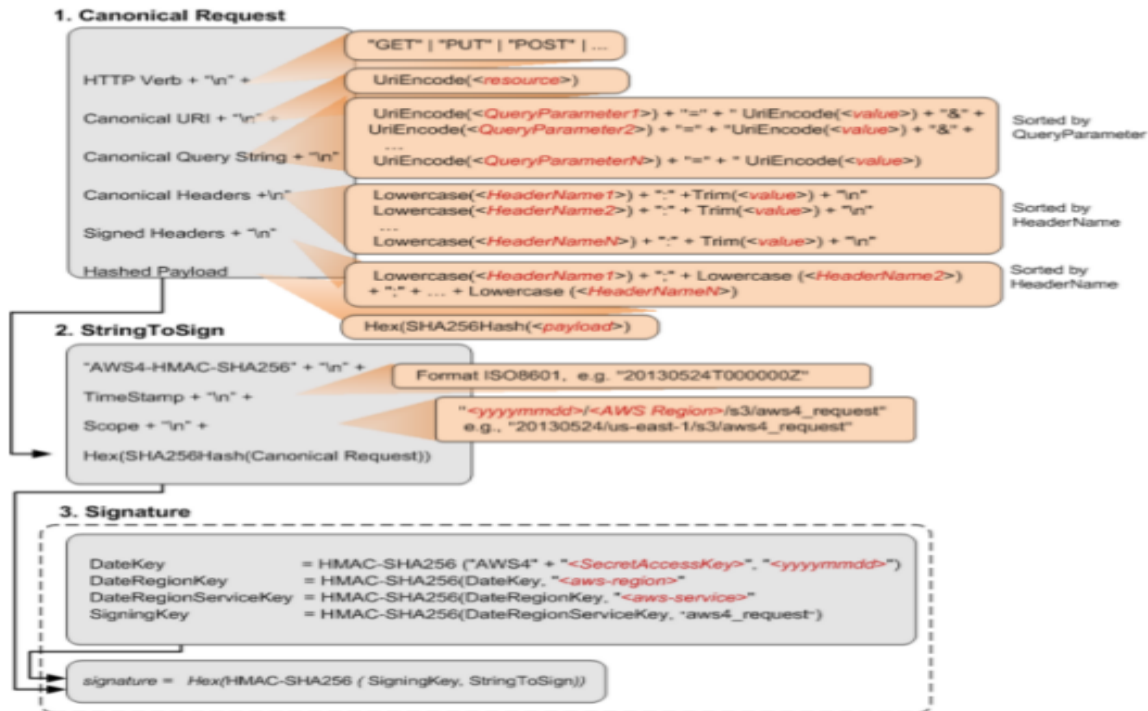 1. Canonical Request
HTTP Verb + "\n" +
Canonical URI + "\n" +
Canonical Query String + "\n"
Canonical Headers +\n"
Signed Headers + "\n"
Hashed Payload
"GET" | "PUT" | "POST" | ...
UriEncode(<resource>)
UriEncode(<QueryParameter1>) + "=" + " UriEncode(<value>) + "&" +
UriEncode(<QueryParameter2>) + "=" + "UriEncode(<value>) + "&" +
...
UriEncode(<QueryParameterN>) + "=" + " UriEncode(<value>)
Sorted by
QueryParameter
Lowercase(<HeaderName1>) + ":" +Trim(<value>) + "\n"
Lowercase(<HeaderName2>) + ":" + Trim(<value>) + "\n"
...
Lowercase(<HeaderNameN>) + ":" + Trim(<value>) + "\n"
Sorted by
HeaderName
Lowercase(<HeaderName1>) + ";" + Lowercase (<HeaderName2>)
+ ";" + ... + Lowercase (<HeaderNameN>)
Sorted by
HeaderName
Hex(SHA256Hash(<payload>)
2. StringToSign
"AWS4-HMAC-SHA256" + "\n" +
TimeStamp + "\n" +
Scope + "\n" +
Hex(SHA256Hash(Canonical Request))
Format ISO8601, e.g. "20130524T000000Z"
"<yyyymmdd>/<AWS Region>/s3/aws4_request"
e.g., "20130524/us-east-1/s3/aws4_request"
3. Signature
DateKey = HMAC-SHA256 ("AWS4" + "<SecretAccessKey>", "<yyyymmdd>")
DateRegionKey = HMAC-SHA256(DateKey, "<aws-region>"
DateRegionServiceKey = HMAC-SHA256(DateRegionKey, "<aws-service>"
SigningKey = HMAC-SHA256(DateRegionServiceKey, "aws4_request")
signature = Hex(HMAC-SHA256 ( SigningKey, StringToSign))